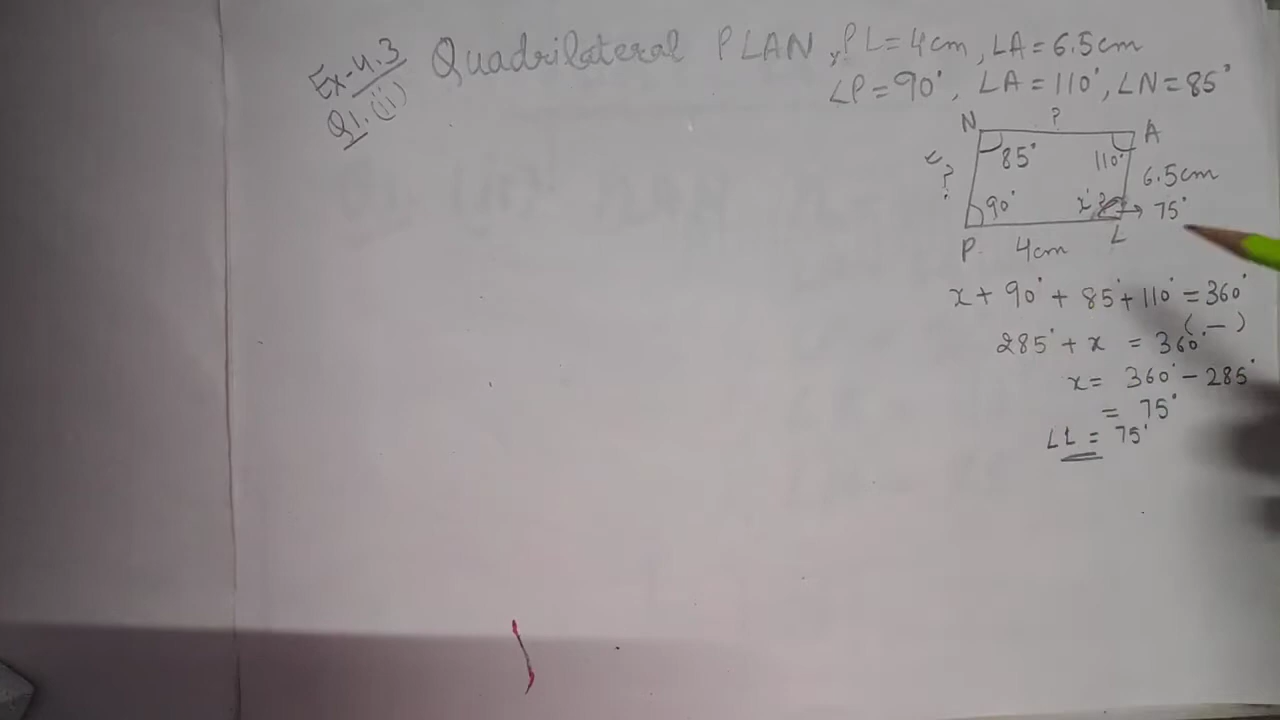 Ex-4.3
Q1.(ii)
Quadrilateral PLAN, PL=4cm, LA=6.5cm
∠P=90°, ∠A=110°, ∠N=85°
N ? A
85° 110°
? 6.5cm
90° x° 75°
P 4cm L
x + 90° + 85° + 110° = 360°
(-)
285° + x = 360°
x = 360° - 285°
= 75°
∠L = 75°